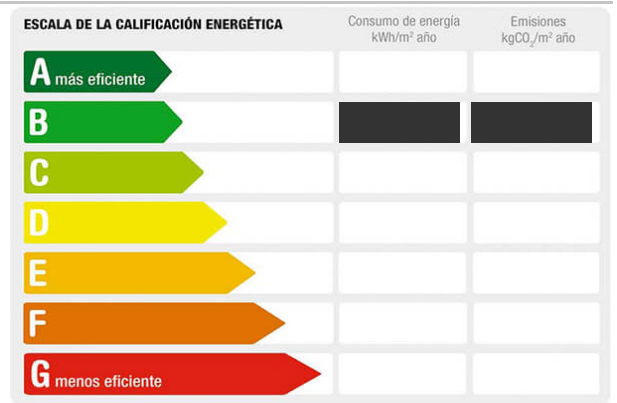 ESCALA DE LA CALIFICACIÓN ENERGÉTICA
Consumo de energía
kWh/m² año
Emisiones
kgCO₂/m² año
A más eficiente
B
C
D
E
F
G menos eficiente